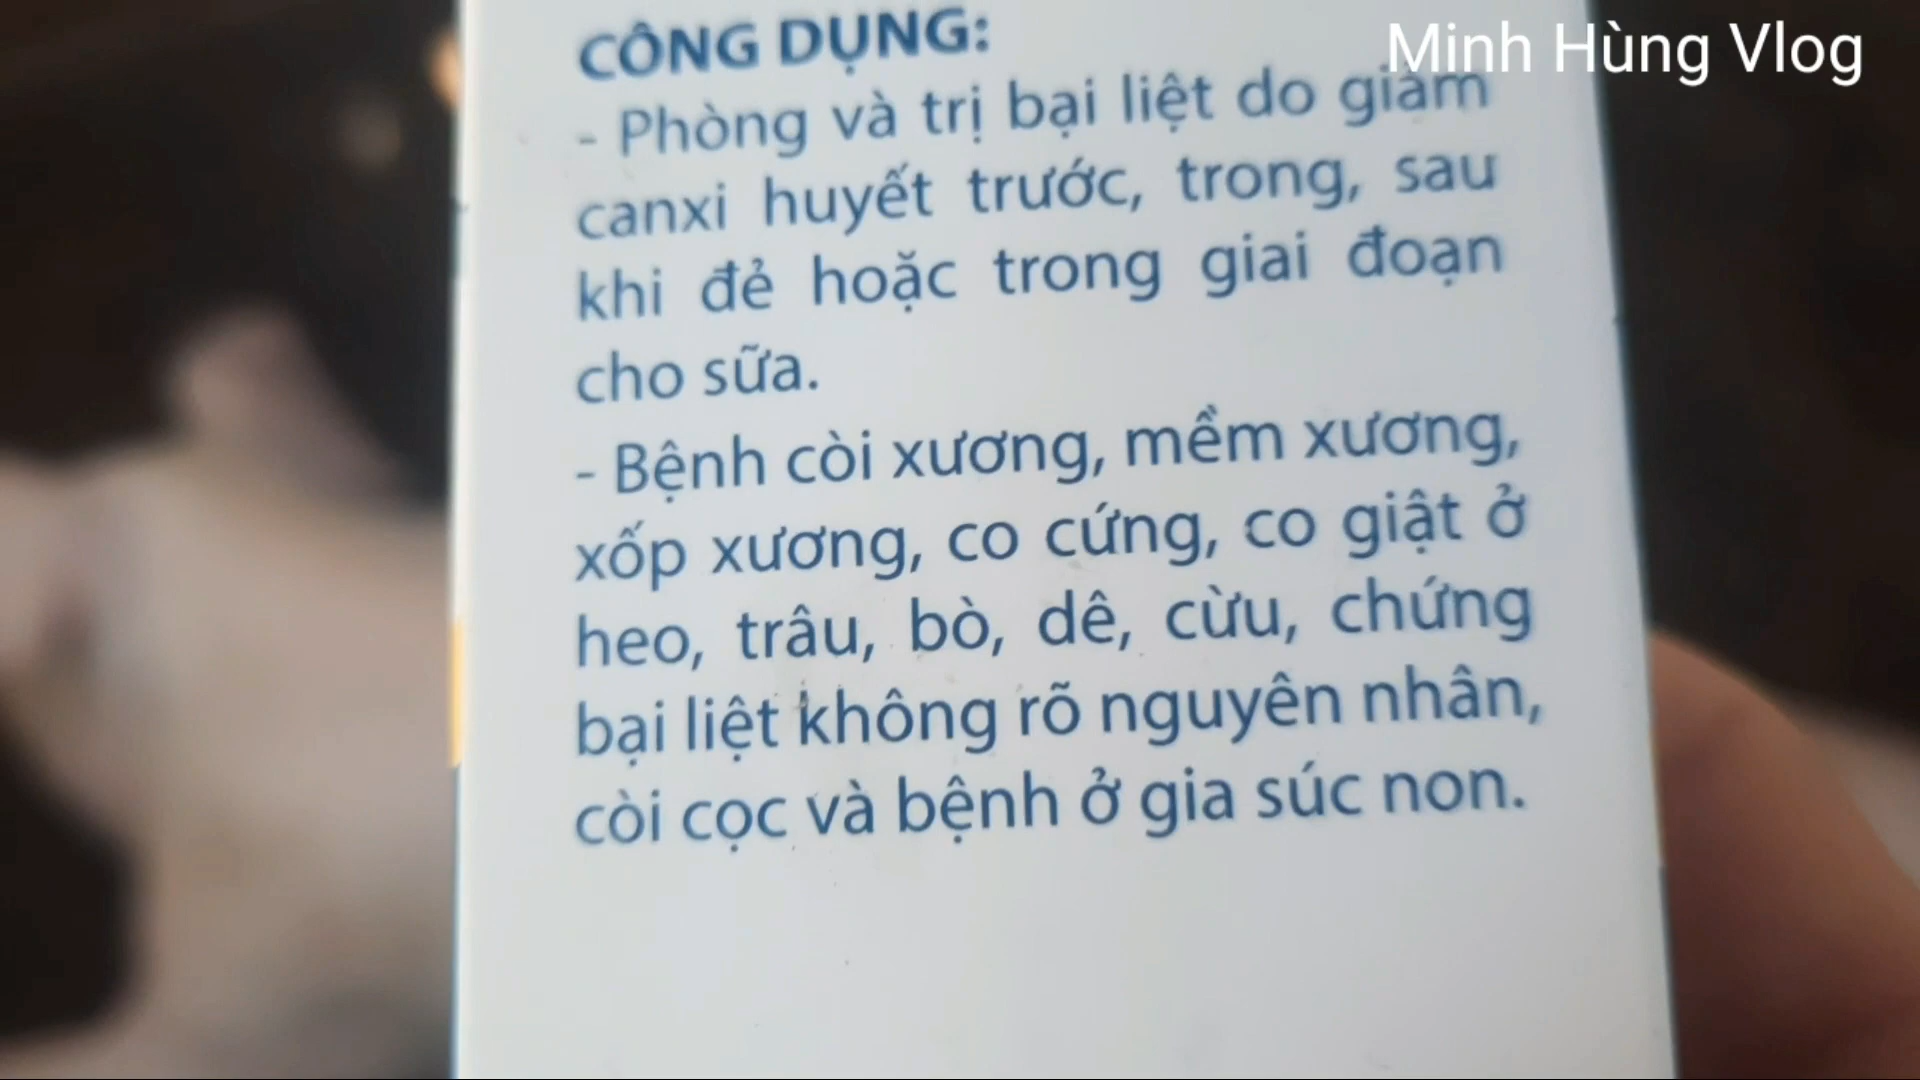 Minh Hùng Vlog
CÔNG DỤNG:
- Phòng và trị bại liệt do giảm
canxi huyết trước, trong, sau
khi đẻ hoặc trong giai đoạn
cho sữa.
- Bệnh còi xương, mềm xương,
xốp xương, co cứng, co giật ở
heo, trâu, bò, dê, cừu, chứng
bại liệt không rõ nguyên nhân,
còi cọc và bệnh ở gia súc non.